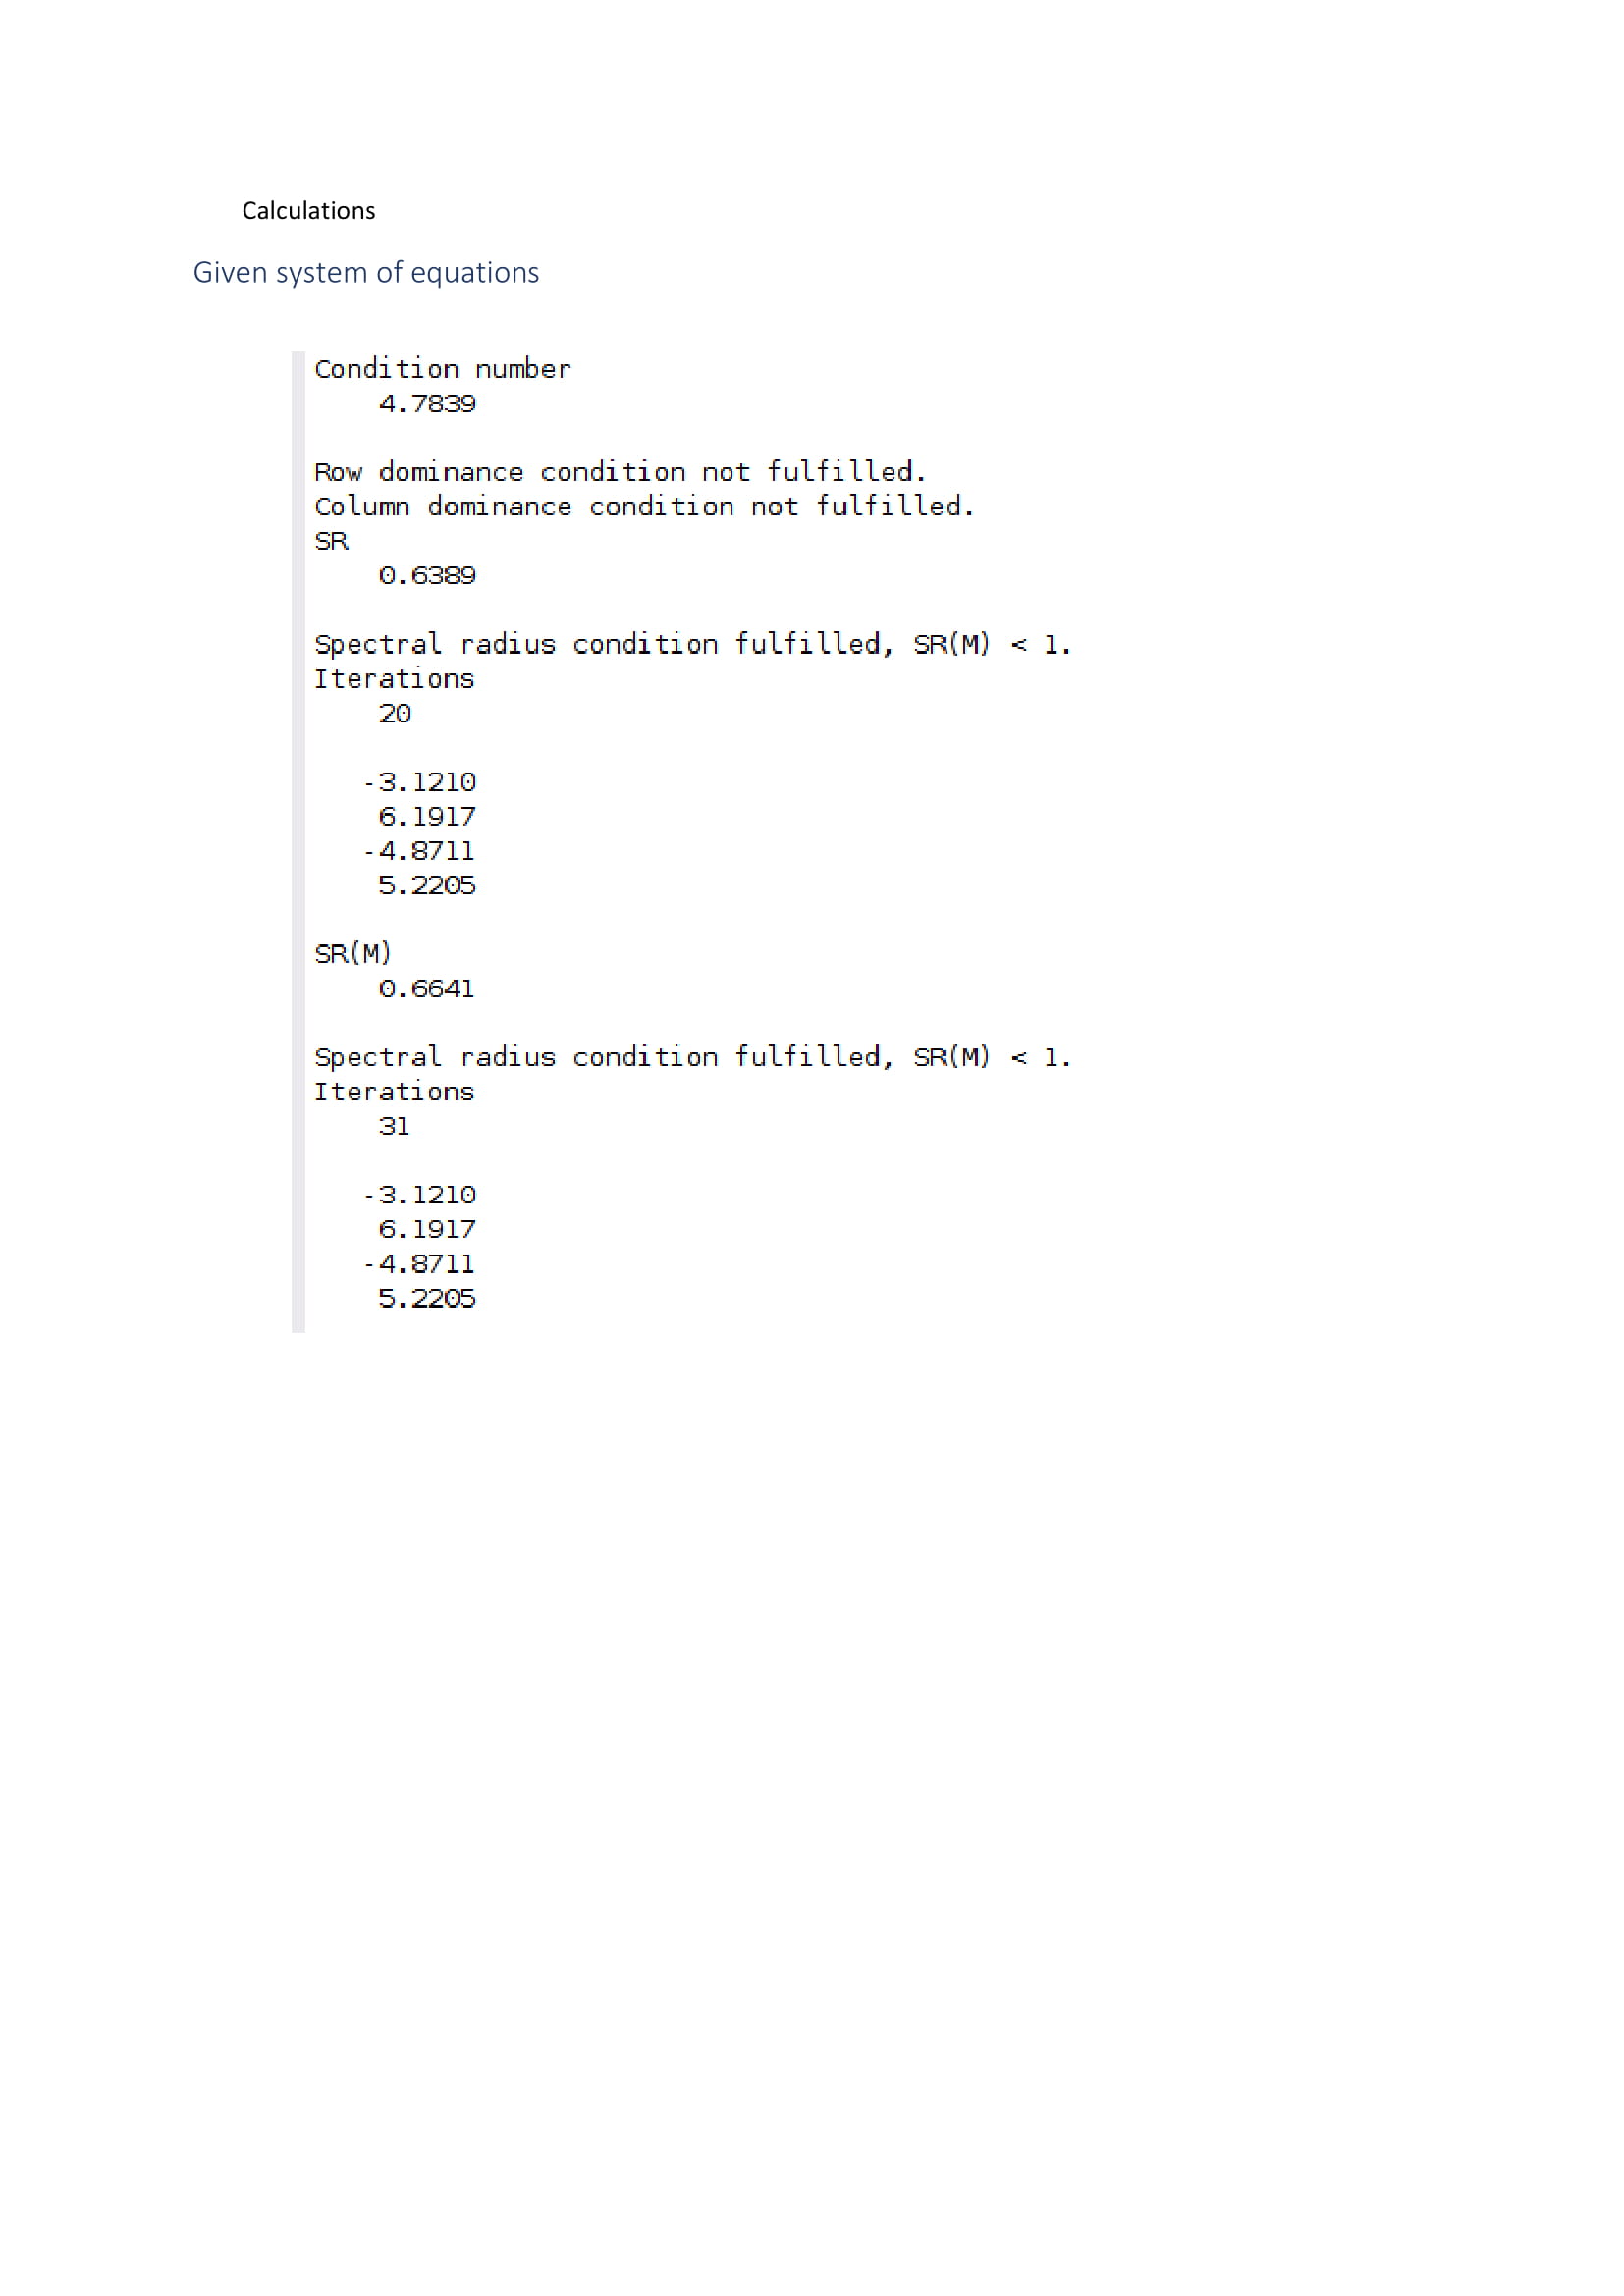 Calculations
Given system of equations
Condition number
4.7839
Row dominance condition not fulfilled.
Column dominance condition not fulfilled.
SR
0.6389
Spectral radius condition fulfilled, SR(M) < 1.
Iterations
20
-3.1210
6.1917
-4.8711
5.2205
SR(M)
0.6641
Spectral radius condition fulfilled, SR(M) < 1.
Iterations
31
-3.1210
6.1917
-4.8711
5.2205